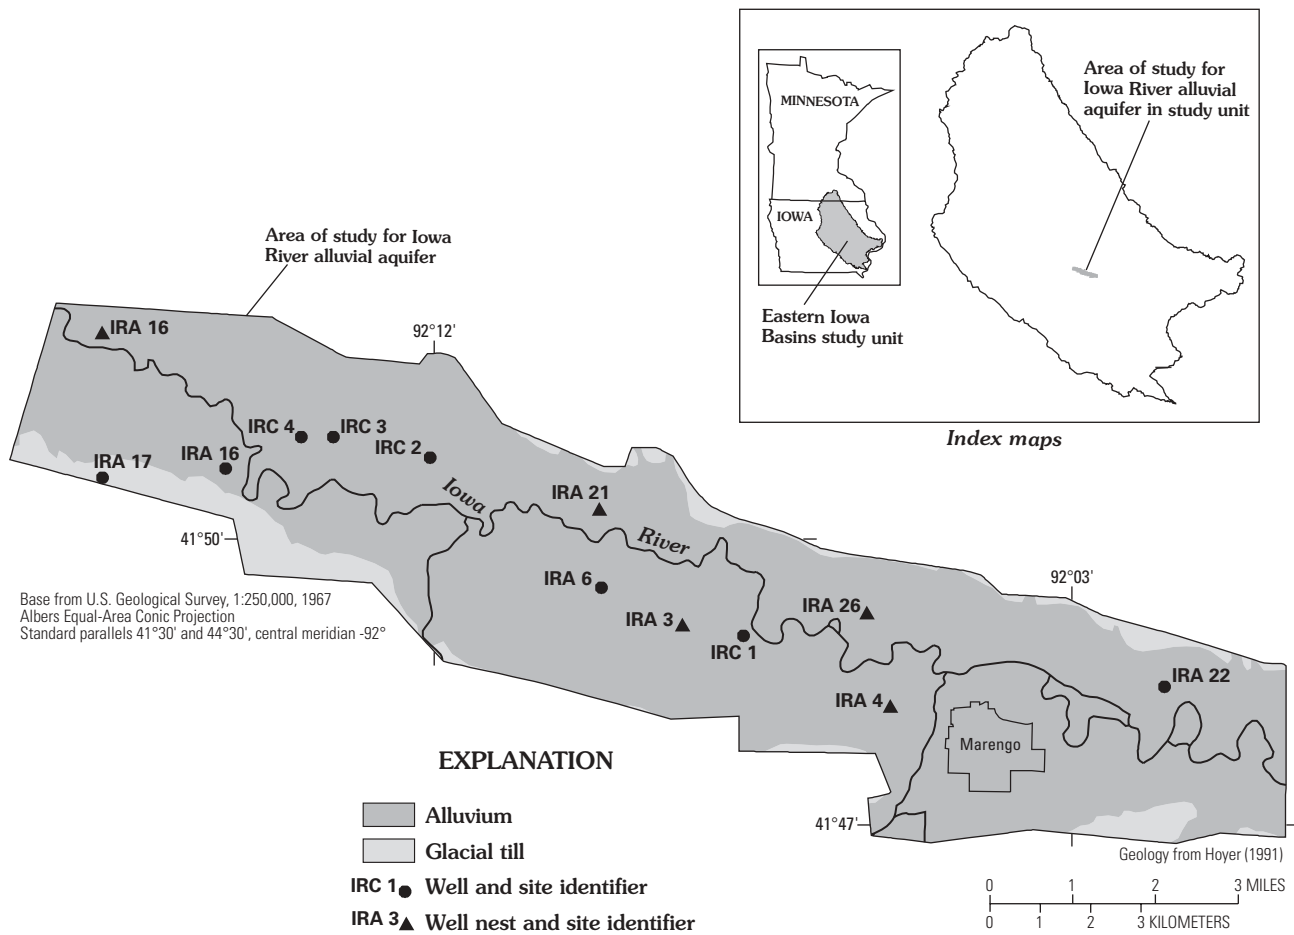 MINNESOTA
IOWA
Eastern Iowa
Basins study unit
Area of study for
Iowa River alluvial
aquifer in study unit
Index maps
Area of study for Iowa
River alluvial aquifer
92°12'
IRA 16
IRC 4
IRC 3
IRC 2
IRA 16
IRA 17
Iowa
River
IRA 21
41°50'
IRA 6
IRA 3
IRC 1
IRA 26
92°03'
IRA 22
IRA 4
Marengo
41°47'
Base from U.S. Geological Survey, 1:250,000, 1967
Albers Equal-Area Conic Projection
Standard parallels 41°30' and 44°30', central meridian -92°
EXPLANATION
Alluvium
Glacial till
IRC 1 Well and site identifier
IRA 3 Well nest and site identifier
Geology from Hoyer (1991)
0 1 2 3 MILES
0 1 2 3 KILOMETERS